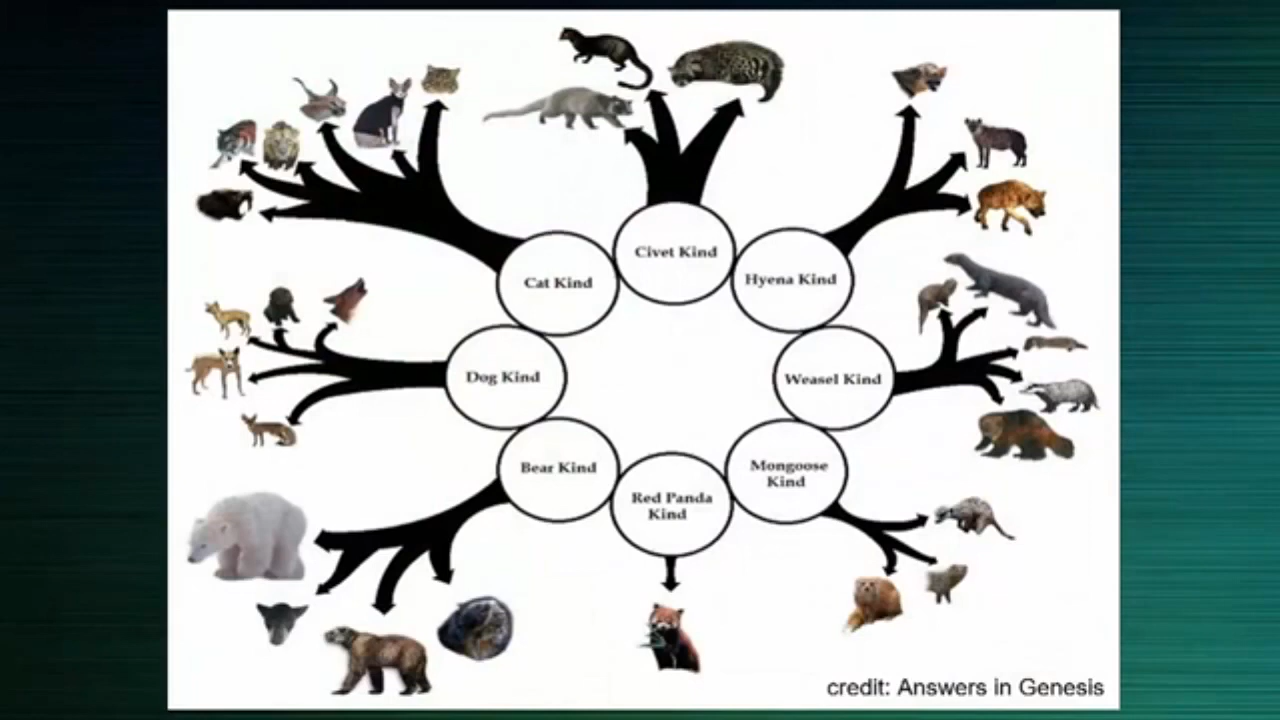 Civet Kind
Cat Kind
Hyena Kind
Dog Kind
Weasel Kind
Bear Kind
Mongoose
Kind
Red Panda
Kind
credit: Answers in Genesis